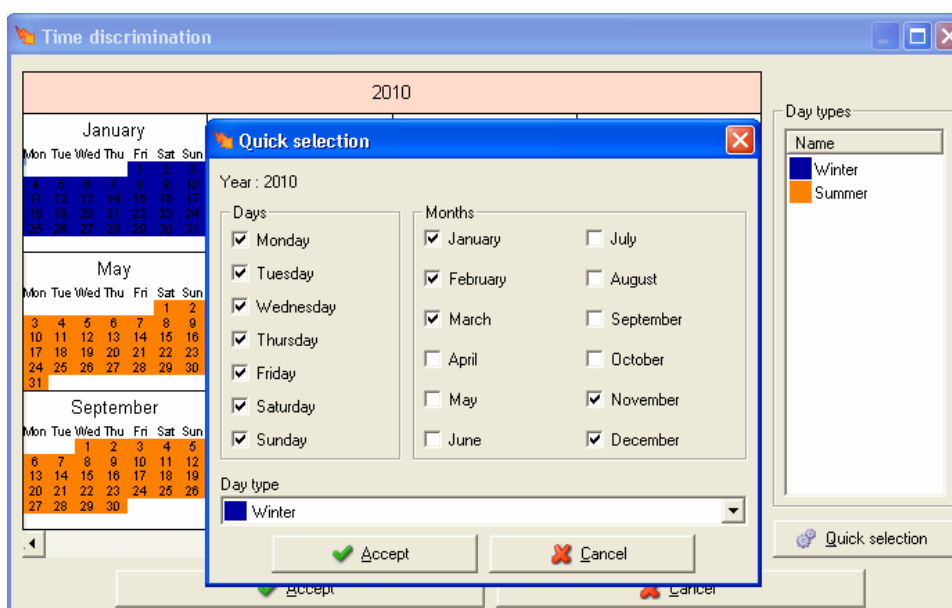 Time discrimination
2010
January
Mon Tue Wed Thu Fri Sat Sun
1 2 3
4 5 6 7 8 9 10
11 12 13 14 15 16 17
18 19 20 21 22 23 24
25 26 27 28 29 30 31
May
Mon Tue Wed Thu Fri Sat Sun
1 2
3 4 5 6 7 8 9
10 11 12 13 14 15 16
17 18 19 20 21 22 23
24 25 26 27 28 29 30
31
September
Mon Tue Wed Thu Fri Sat Sun
1 2 3 4 5
6 7 8 9 10 11 12
13 14 15 16 17 18 19
20 21 22 23 24 25 26
27 28 29 30
Quick selection
Year : 2010
Days
Monday
Tuesday
Wednesday
Thursday
Friday
Saturday
Sunday
Months
January
February
March
April
May
June
July
August
September
October
November
December
Day type
Winter
Accept
Cancel
Day types
Name
Winter
Summer
Quick selection
Accept
Cancel